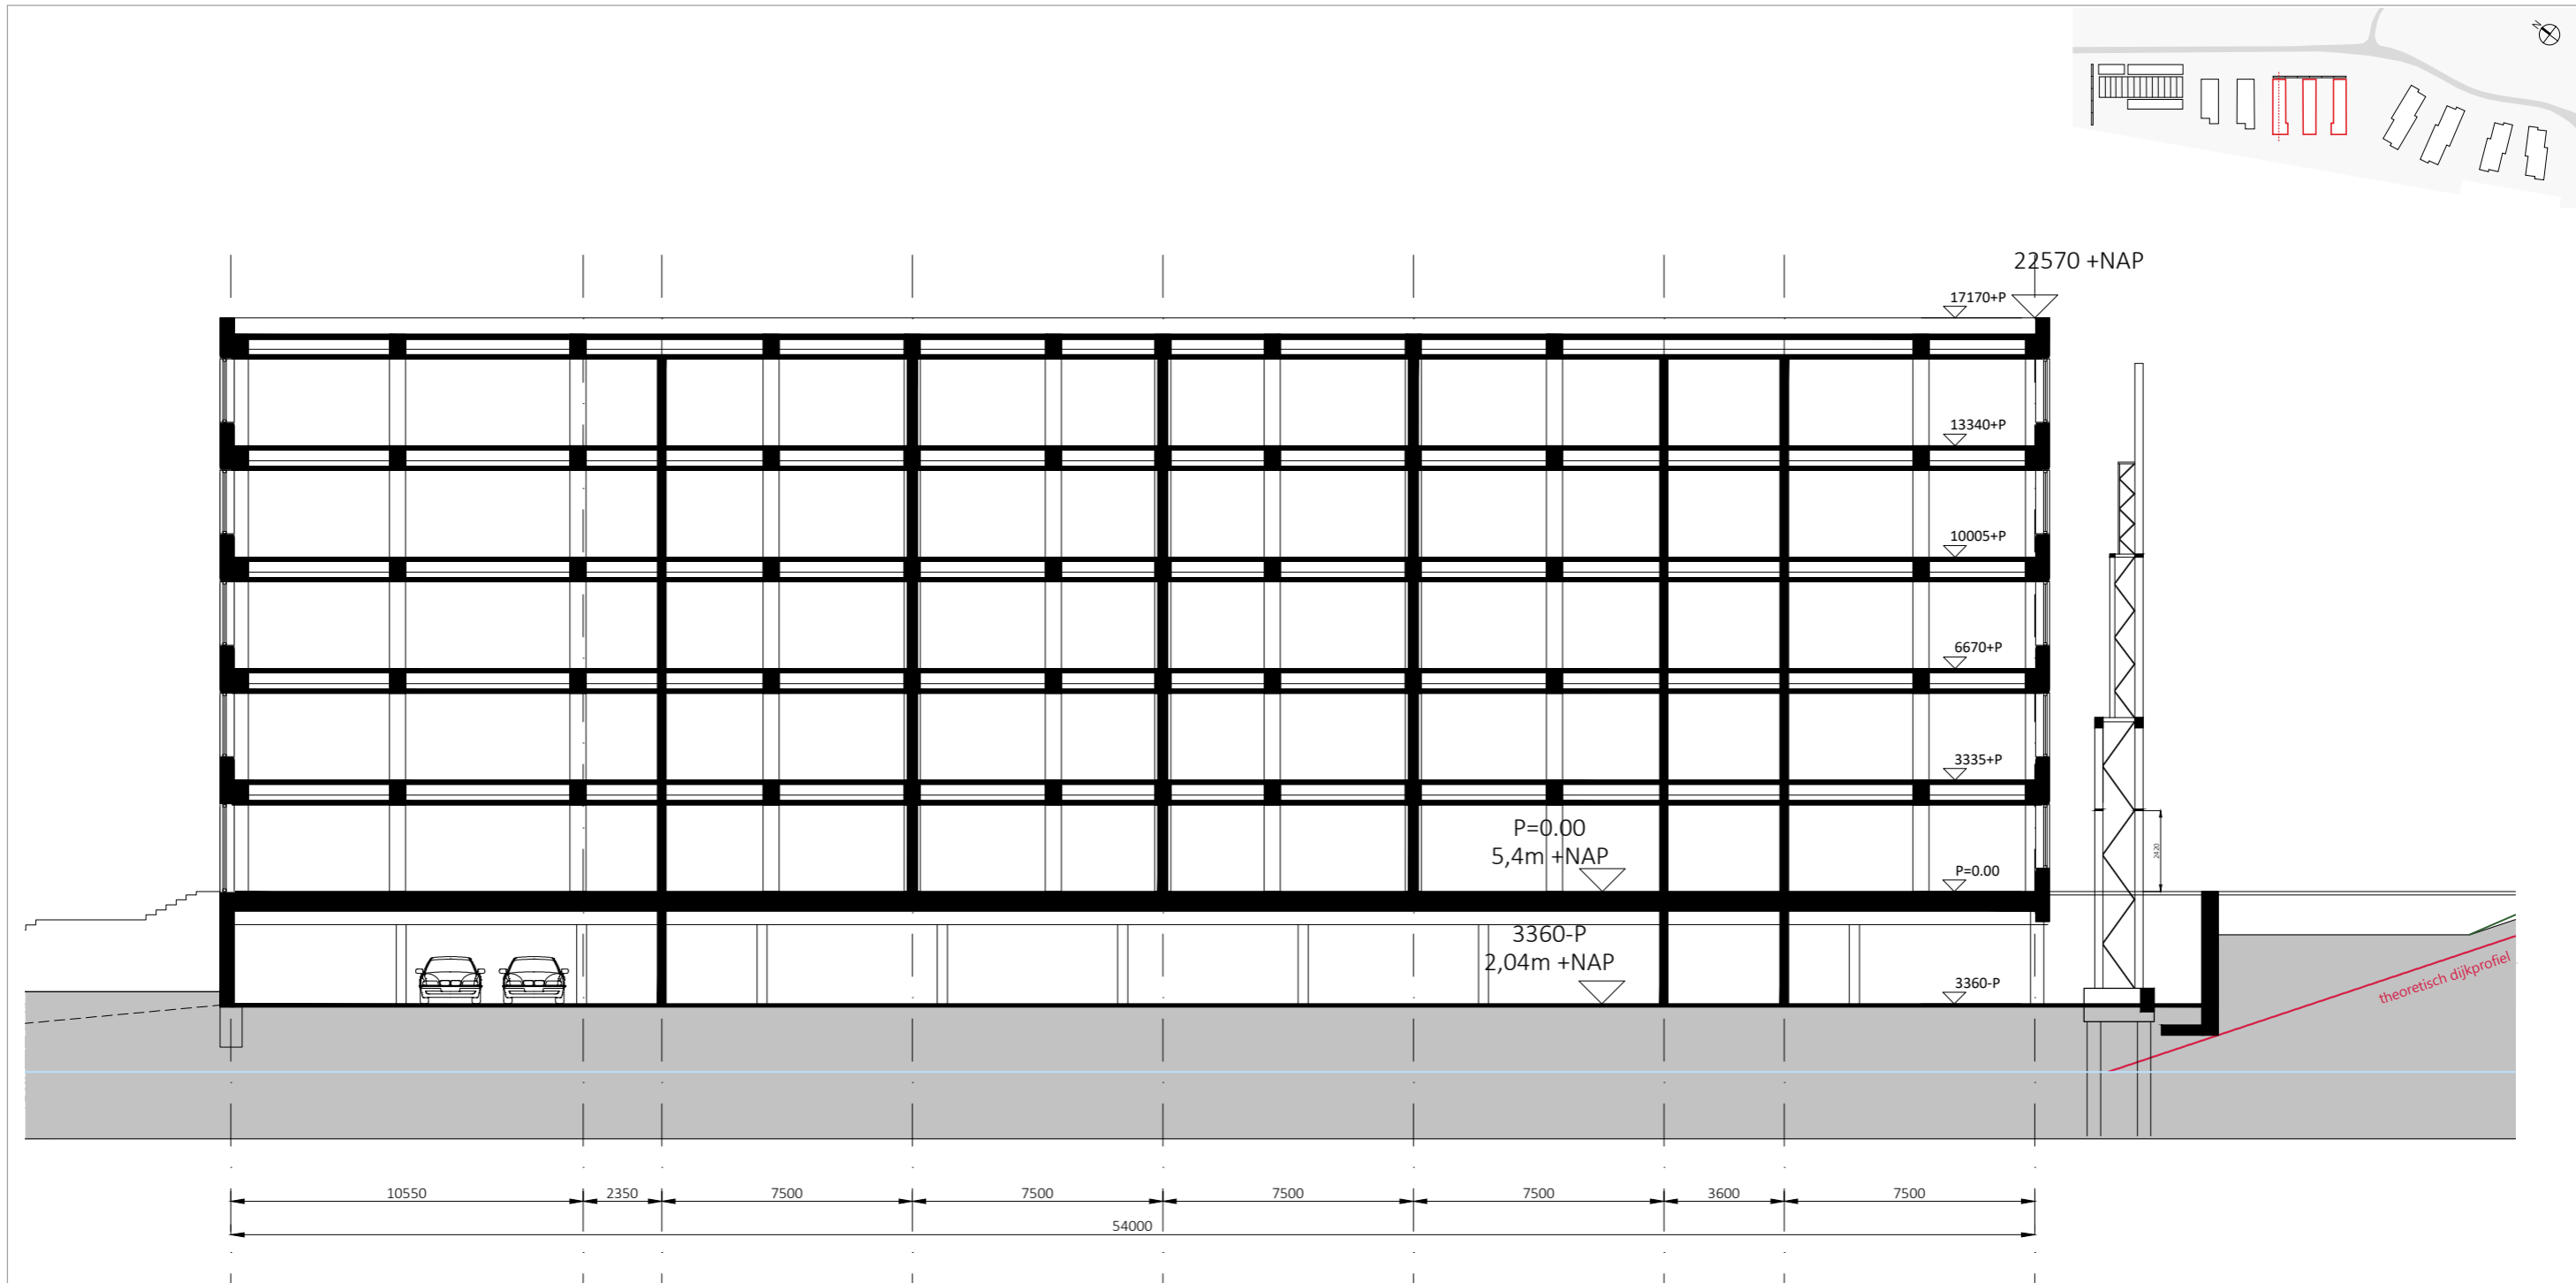 N
22570 +NAP
17170+P
13340+P
10005+P
6670+P
3335+P
P=0.00
5,4m +NAP
P=0.00
2420
3360-P
2,04m +NAP
3360-P
theoretisch dijkprofiel
10550 2350 7500 7500 7500 7500 3600 7500
54000